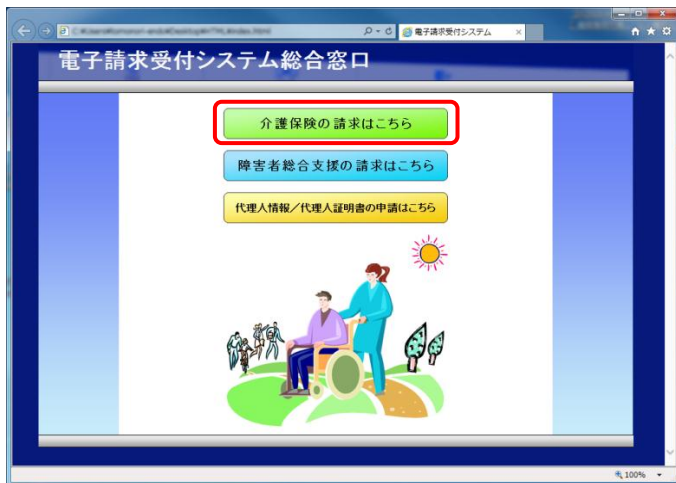 電子請求受付システム
電子請求受付システム総合窓口
介護保険の請求はこちら
障害者総合支援の請求はこちら
代理人情報／代理人証明書の申請はこちら
100%